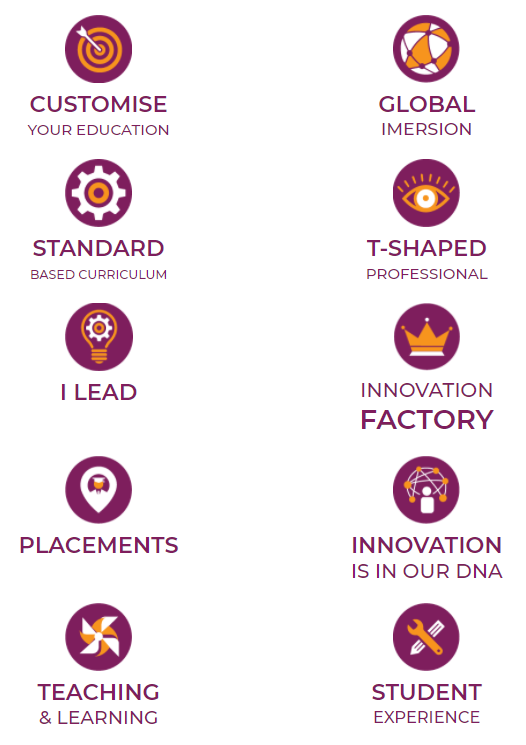 CUSTOMISE
YOUR EDUCATION
GLOBAL
IMERSION
STANDARD
BASED CURRICULUM
T-SHAPED
PROFESSIONAL
I LEAD
INNOVATION
FACTORY
PLACEMENTS
INNOVATION
IS IN OUR DNA
TEACHING
& LEARNING
STUDENT
EXPERIENCE